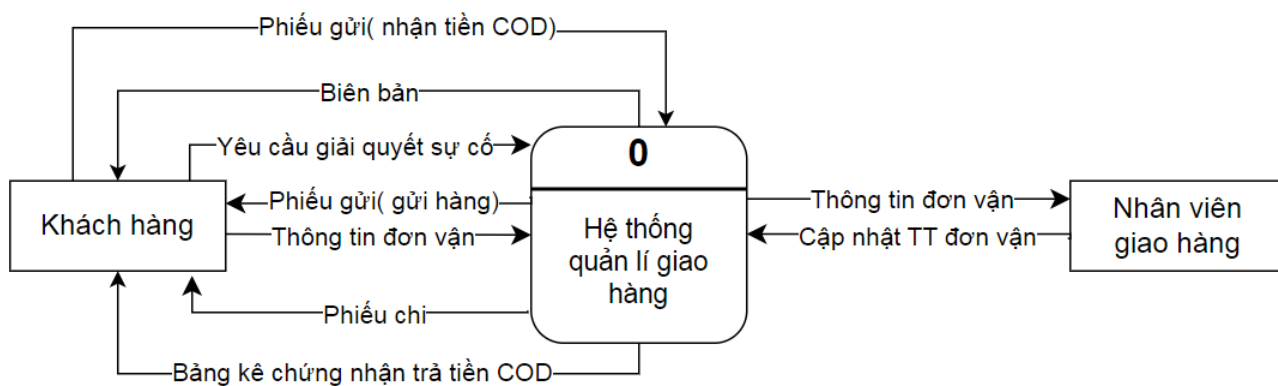 Phiếu gửi( nhận tiền COD)
Biên bản
Yêu cầu giải quyết sự cố
0
Khách hàng
Phiếu gửi( gửi hàng)
Thông tin đơn vận
Hệ thống
quản lí giao
hàng
Thông tin đơn vận
Cập nhật TT đơn vận
Nhân viên
giao hàng
Phiếu chi
Bảng kê chứng nhận trả tiền COD